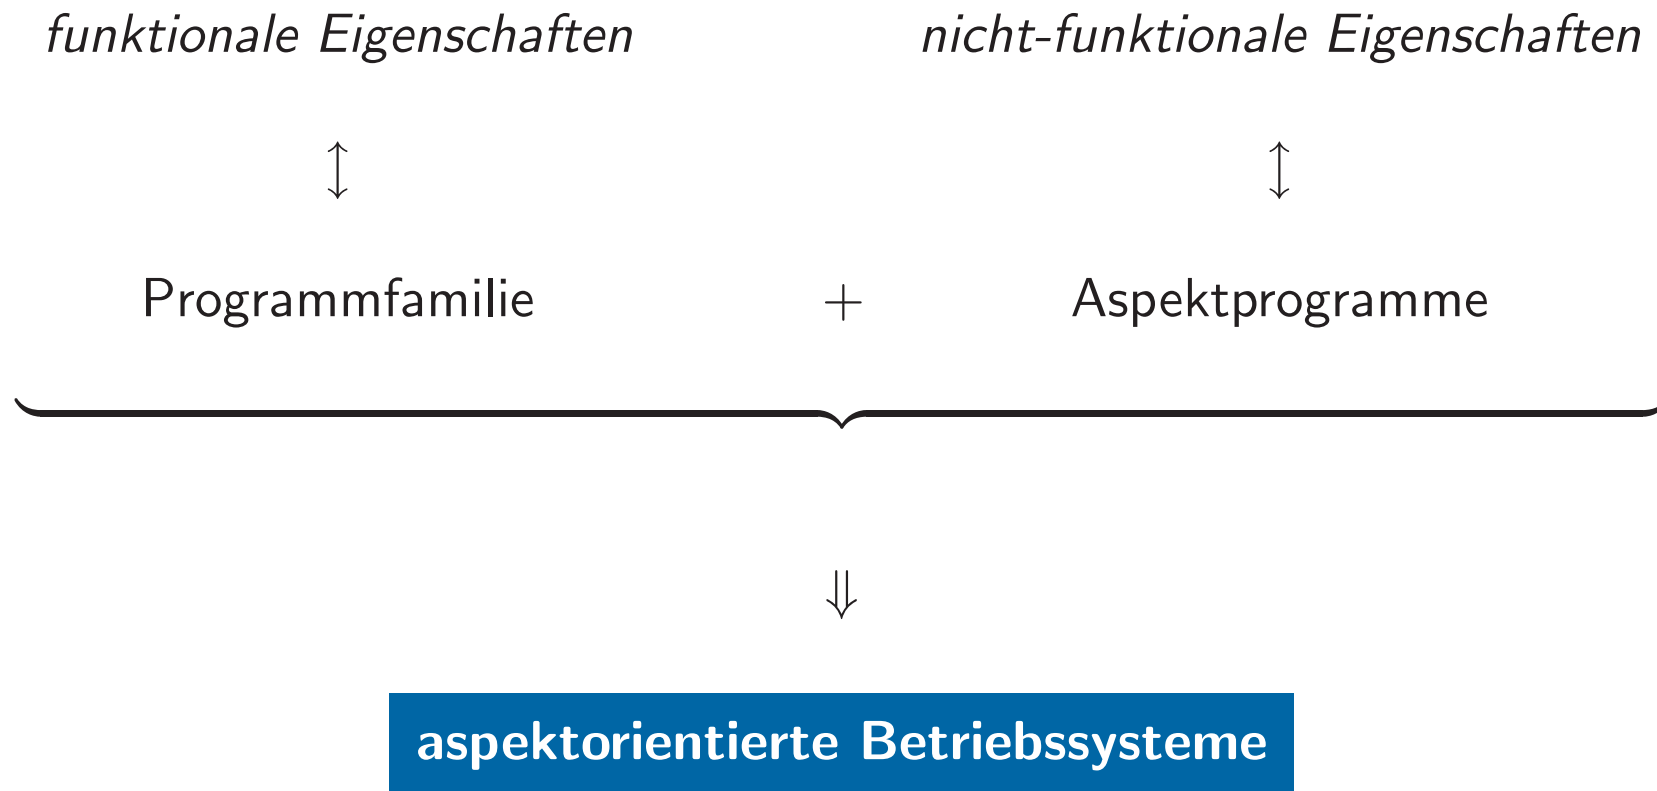 funktionale Eigenschaften nicht-funktionale Eigenschaften
↕ ↕
Programmfamilie + Aspektprogramme
⇓
aspektorientierte Betriebssysteme